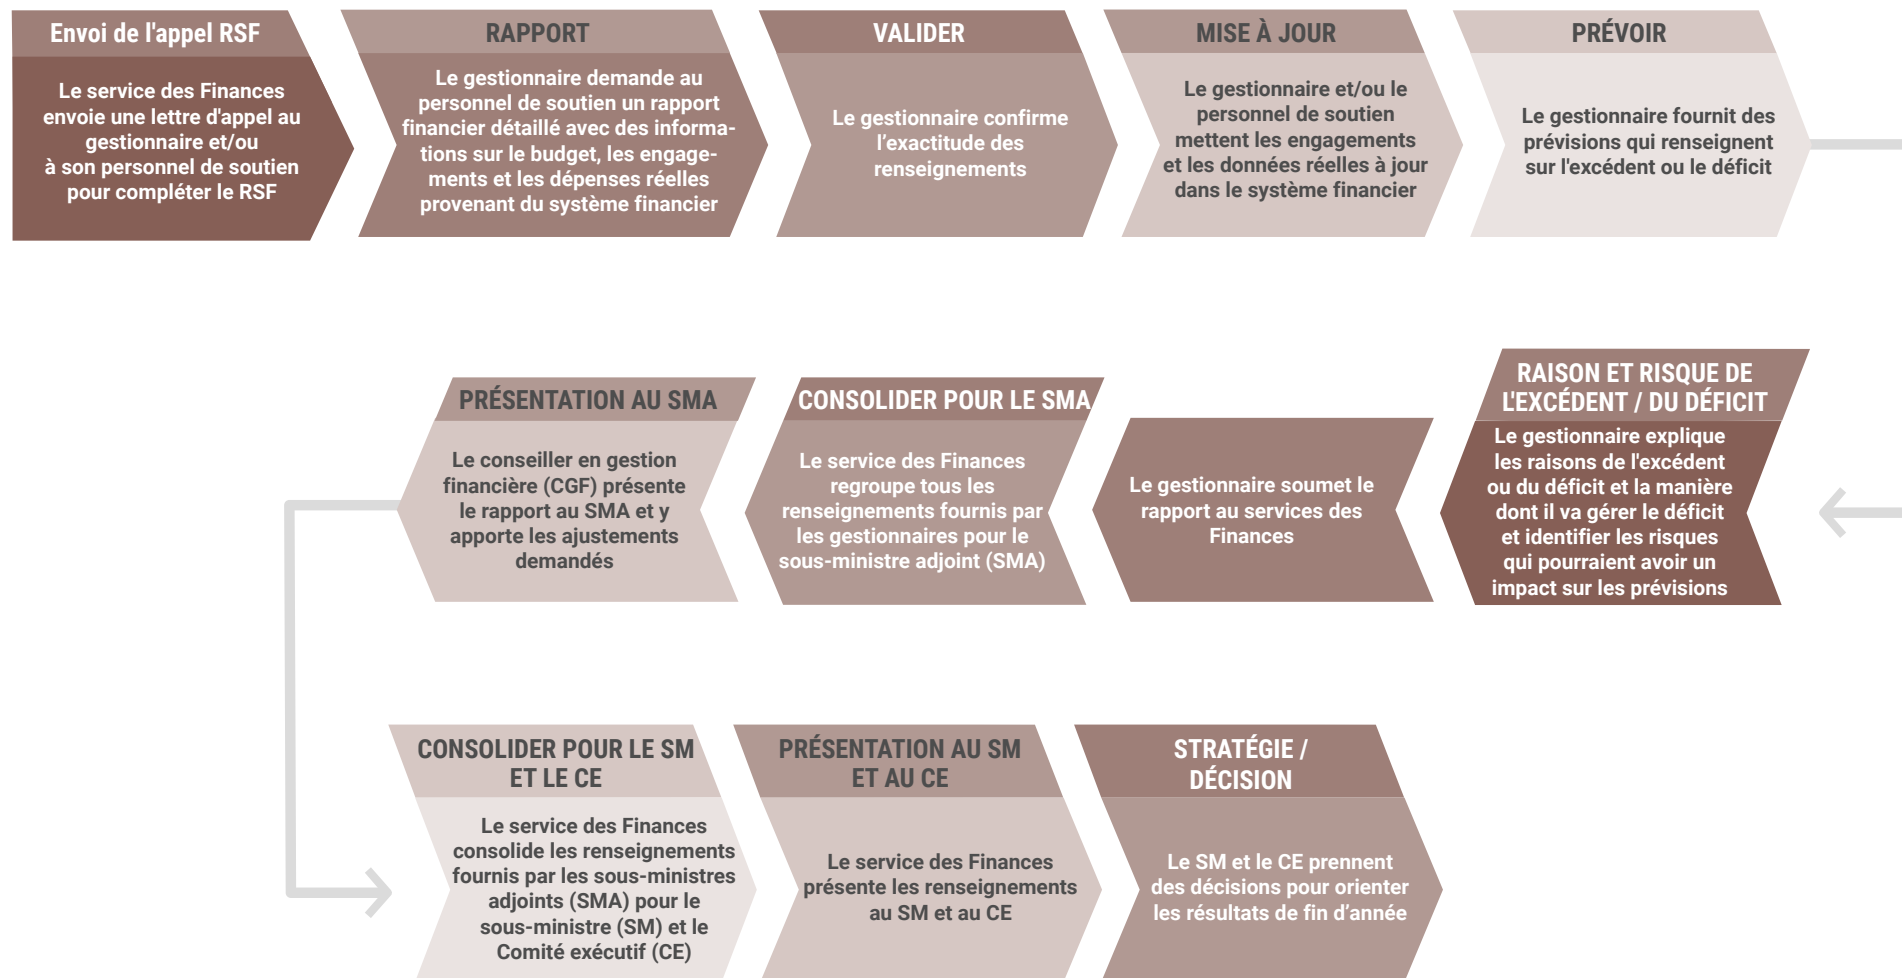 Envoi de l'appel RSF
Le service des Finances
envoie une lettre d'appel au
gestionnaire et/ou
à son personnel de soutien
pour compléter le RSF
RAPPORT
Le gestionnaire demande au
personnel de soutien un rapport
financier détaillé avec des informa-
tions sur le budget, les engage-
ments et les dépenses réelles
provenant du système financier
VALIDER
Le gestionnaire confirme
l’exactitude des
renseignements
MISE À JOUR
Le gestionnaire et/ou le
personnel de soutien
mettent les engagements
et les données réelles à jour
dans le système financier
PRÉVOIR
Le gestionnaire fournit des
prévisions qui renseignent
sur l'excédent ou le déficit
RAISON ET RISQUE DE
L'EXCÉDENT / DU DÉFICIT
Le gestionnaire explique
les raisons de l'excédent
ou du déficit et la manière
dont il va gérer le déficit
et identifier les risques
qui pourraient avoir un
impact sur les prévisions
Le gestionnaire soumet le
rapport au services des
Finances
CONSOLIDER POUR LE SMA
Le service des Finances
regroupe tous les
renseignements fournis par
les gestionnaires pour le
sous-ministre adjoint (SMA)
PRÉSENTATION AU SMA
Le conseiller en gestion
financière (CGF) présente
le rapport au SMA et y
apporte les ajustements
demandés
CONSOLIDER POUR LE SM
ET LE CE
Le service des Finances
consolide les renseignements
fournis par les sous-ministres
adjoints (SMA) pour le
sous-ministre (SM) et le
Comité exécutif (CE)
PRÉSENTATION AU SM
ET AU CE
Le service des Finances
présente les renseignements
au SM et au CE
STRATÉGIE /
DÉCISION
Le SM et le CE prennent
des décisions pour orienter
les résultats de fin d’année